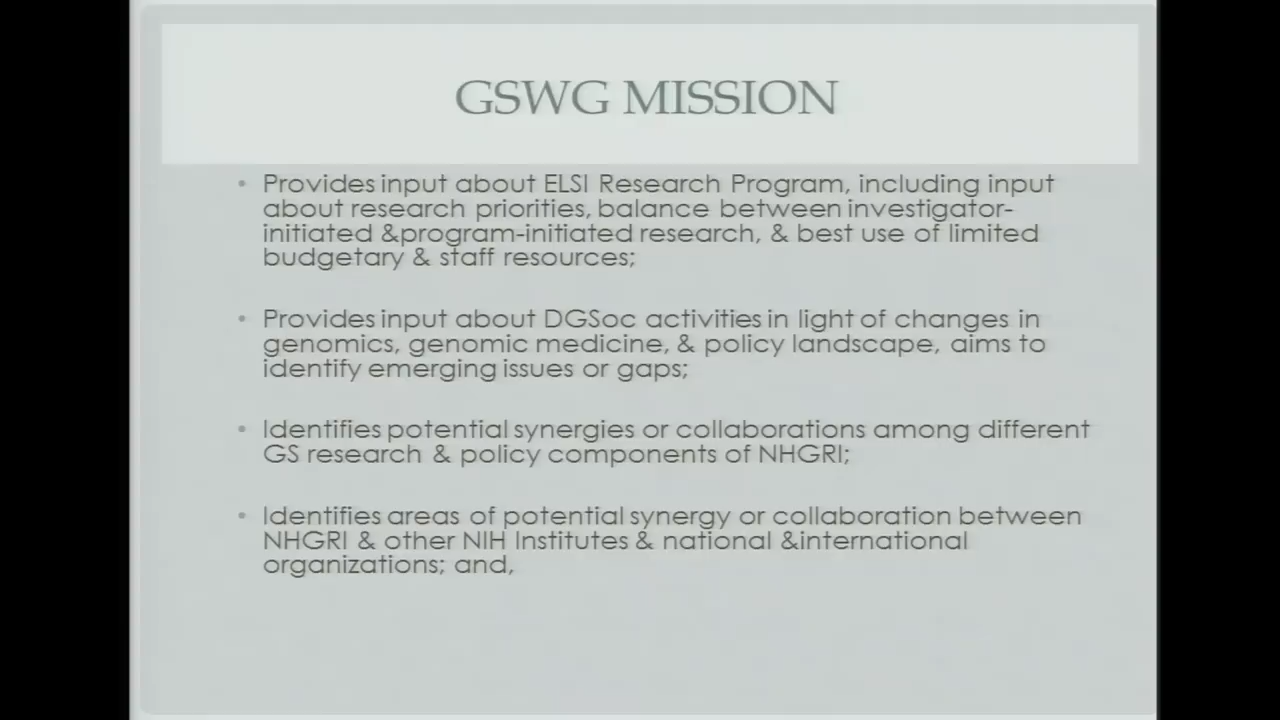 GSWG MISSION
• Provides input about ELSI Research Program, including input
about research priorities, balance between investigator-
initiated &program-initiated research, & best use of limited
budgetary & staff resources;
• Provides input about DGSoc activities in light of changes in
genomics, genomic medicine, & policy landscape, aims to
identify emerging issues or gaps;
• Identifies potential synergies or collaborations among different
GS research & policy components of NHGRI;
• Identifies areas of potential synergy or collaboration between
NHGRI & other NIH Institutes & national &international
organizations; and,